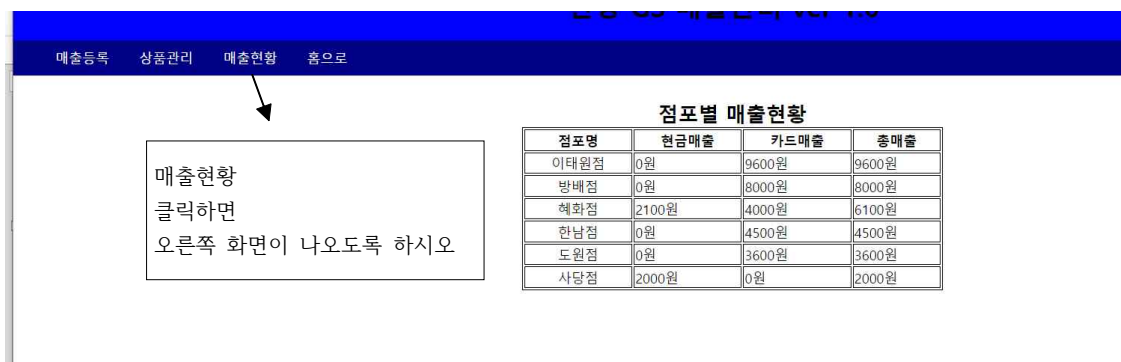 매출등록 상품관리 매출현황 홈으로
점포별 매출현황
점포명 현금매출 카드매출 총매출
이태원점 0원 9600원 9600원
방배점 0원 8000원 8000원
혜화점 2100원 4000원 6100원
한남점 0원 4500원 4500원
도원점 0원 3600원 3600원
사당점 2000원 0원 2000원
매출현황
클릭하면
오른쪽 화면이 나오도록 하시오